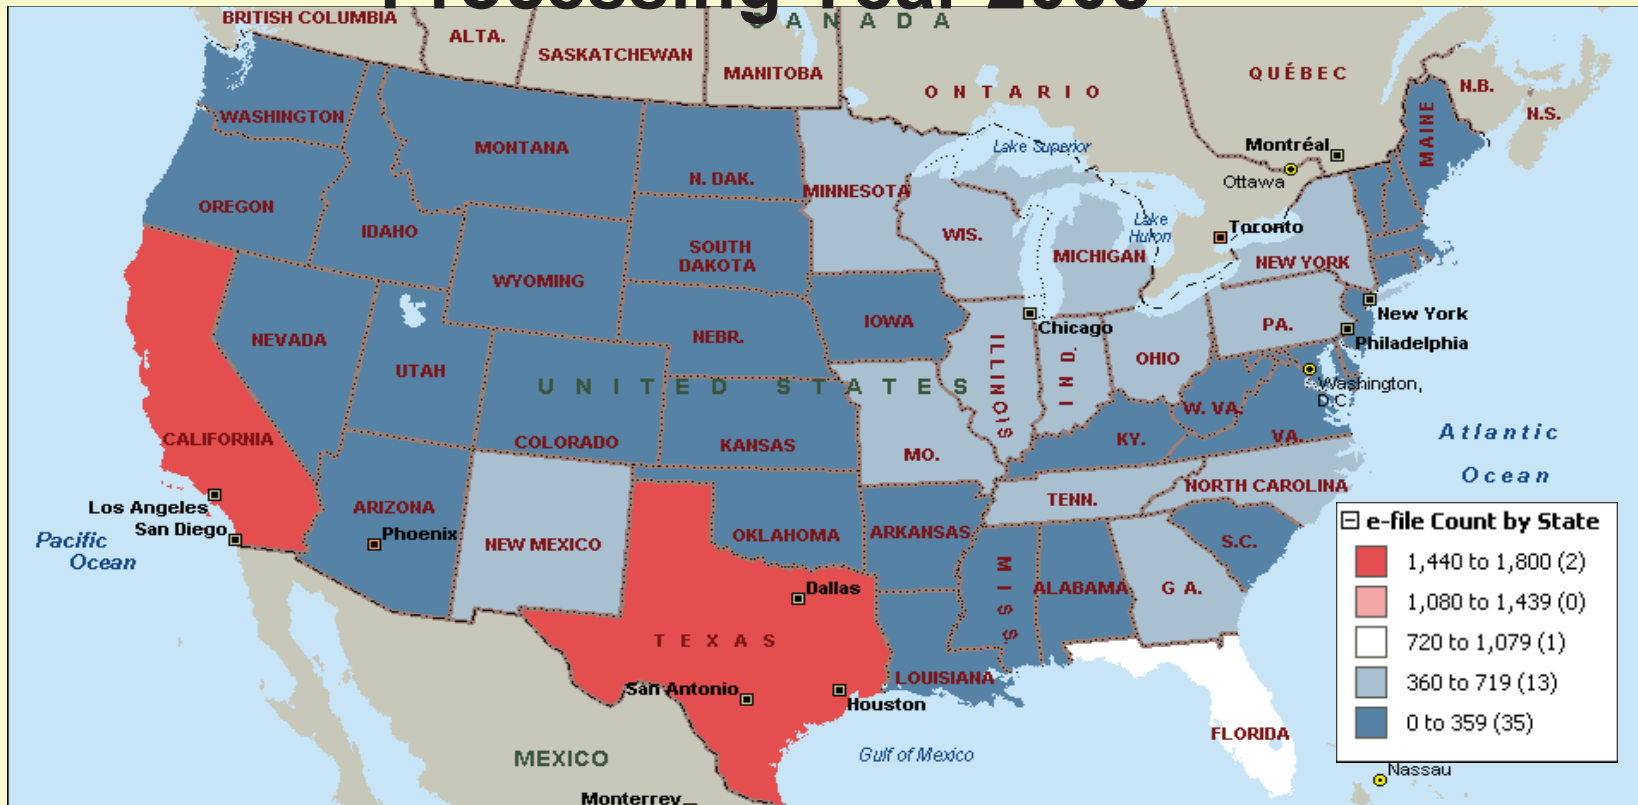 Processing Year 2005
CANADA
BRITISH COLUMBIA
ALTA.
SASKATCHEWAN
MANITOBA
ONTARIO
QUÉBEC
N.B.
N.S.
MAINE
WASHINGTON
MONTANA
N. DAK.
MINNESOTA
Lake Superior
Montréal
Ottawa
OREGON
IDAHO
SOUTH
DAKOTA
WIS.
MICHIGAN
Lake
Huron
Toronto
NEW YORK
WYOMING
NEVADA
UTAH
NEBR.
IOWA
Chicago
ILLINOIS
IND.
OHIO
PA.
New York
Philadelphia
Washington,
D.C.
UNITED STATES
CALIFORNIA
COLORADO
KANSAS
MO.
KY.
W. VA.
VA.
Atlantic
Ocean
Los Angeles
San Diego
Pacific
Ocean
ARIZONA
Phoenix
NEW MEXICO
OKLAHOMA
ARKANSAS
TENN.
NORTH CAROLINA
S.C.
MISS
ALABAMA
GA.
Dallas
TEXAS
San Antonio
Houston
LOUISIANA
FLORIDA
Gulf of Mexico
MEXICO
Monterrey
Nassau
e-file Count by State
1,440 to 1,800 (2)
1,080 to 1,439 (0)
720 to 1,079 (1)
360 to 719 (13)
0 to 359 (35)